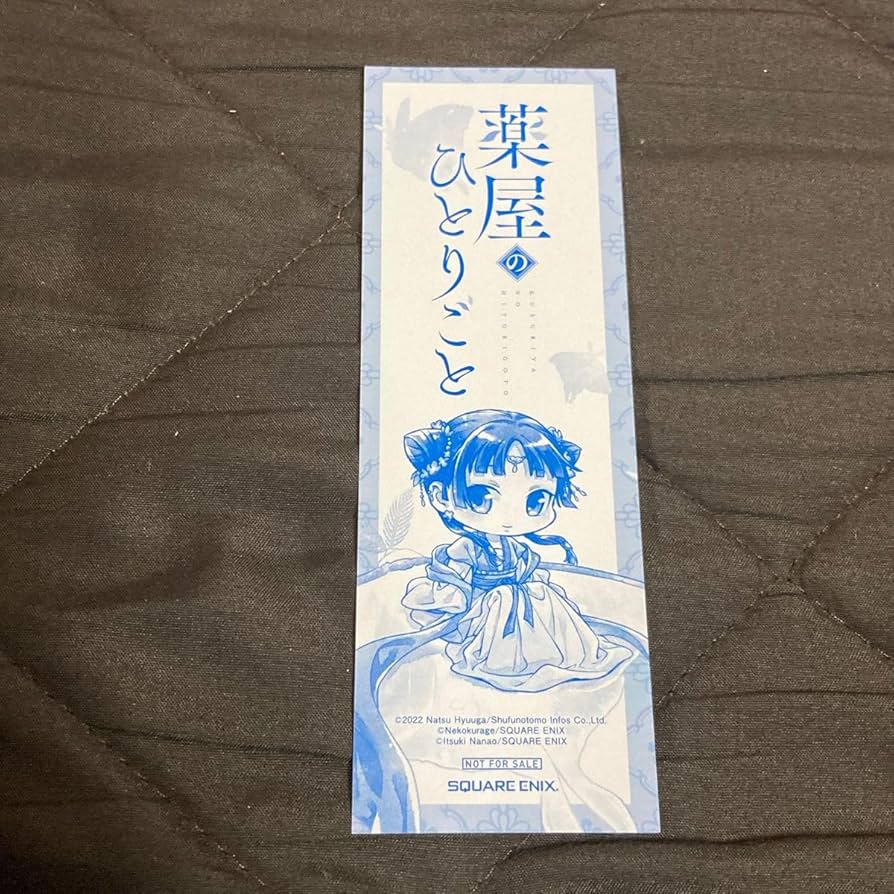 薬屋の
ひとりごと
KUSURIYA
NO
HITORIGOTO
©2022 Natsu Hyuuga/Shufunotomo Infos Co.,Ltd.
©Nekokurage/SQUARE ENIX
©Itsuki Nanao/SQUARE ENIX
NOT FOR SALE
SQUARE ENIX.